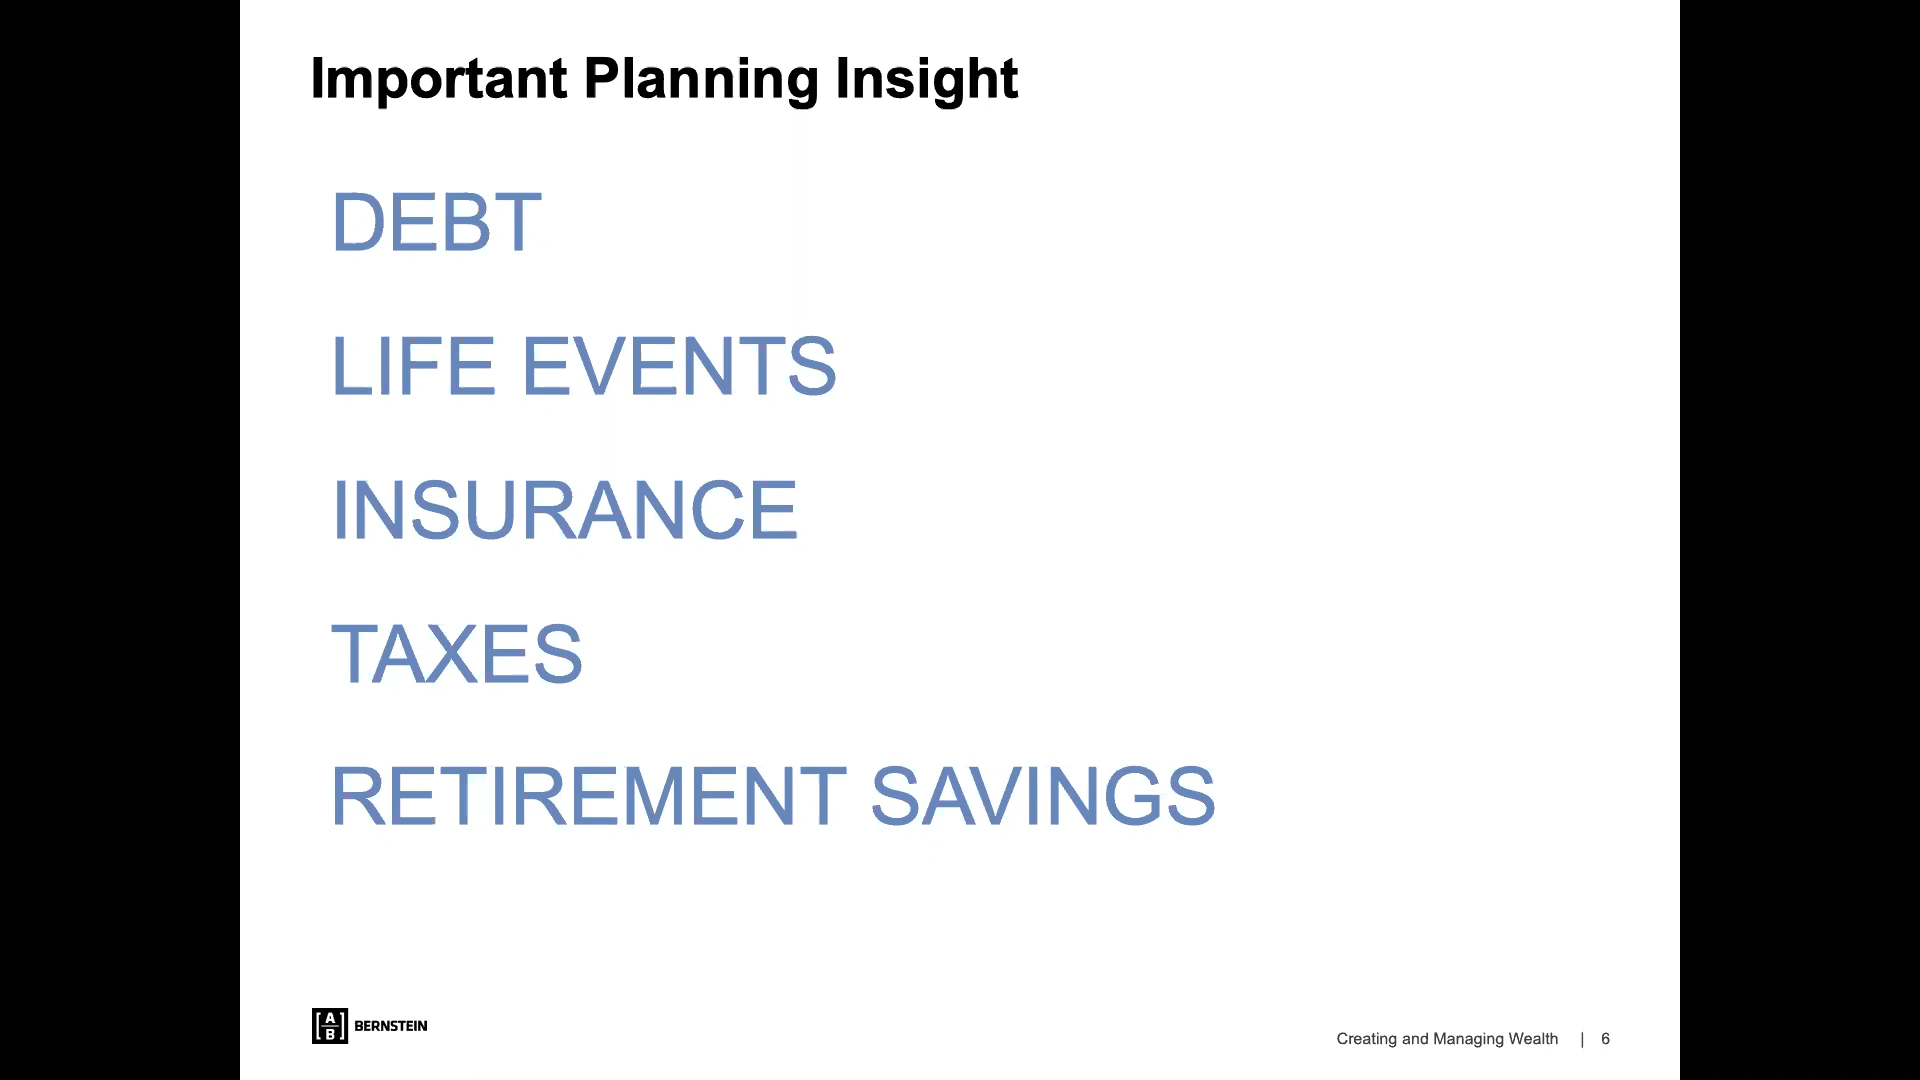 Important Planning Insight
DEBT
LIFE EVENTS
INSURANCE
TAXES
RETIREMENT SAVINGS
[A B] BERNSTEIN
Creating and Managing Wealth | 6